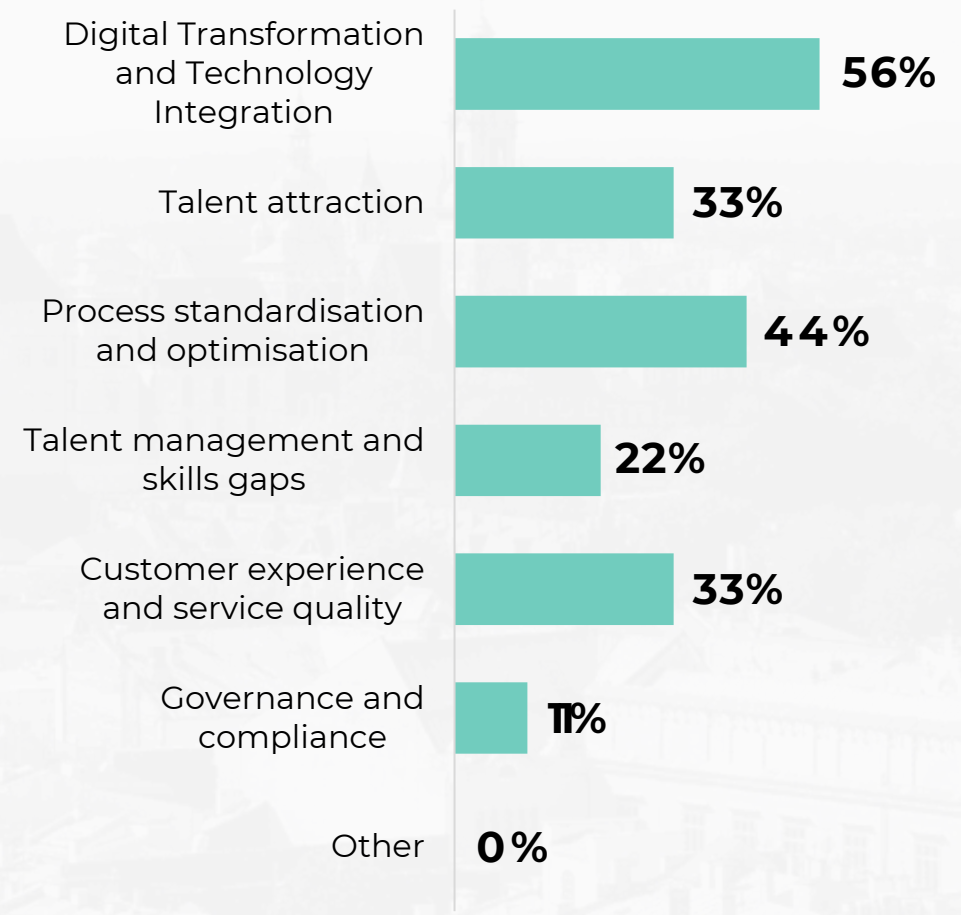 Digital Transformation
and Technology
Integration
56%
Talent attraction
33%
Process standardisation
and optimisation
44%
Talent management and
skills gaps
22%
Customer experience
and service quality
33%
Governance and
compliance
11%
Other
0%